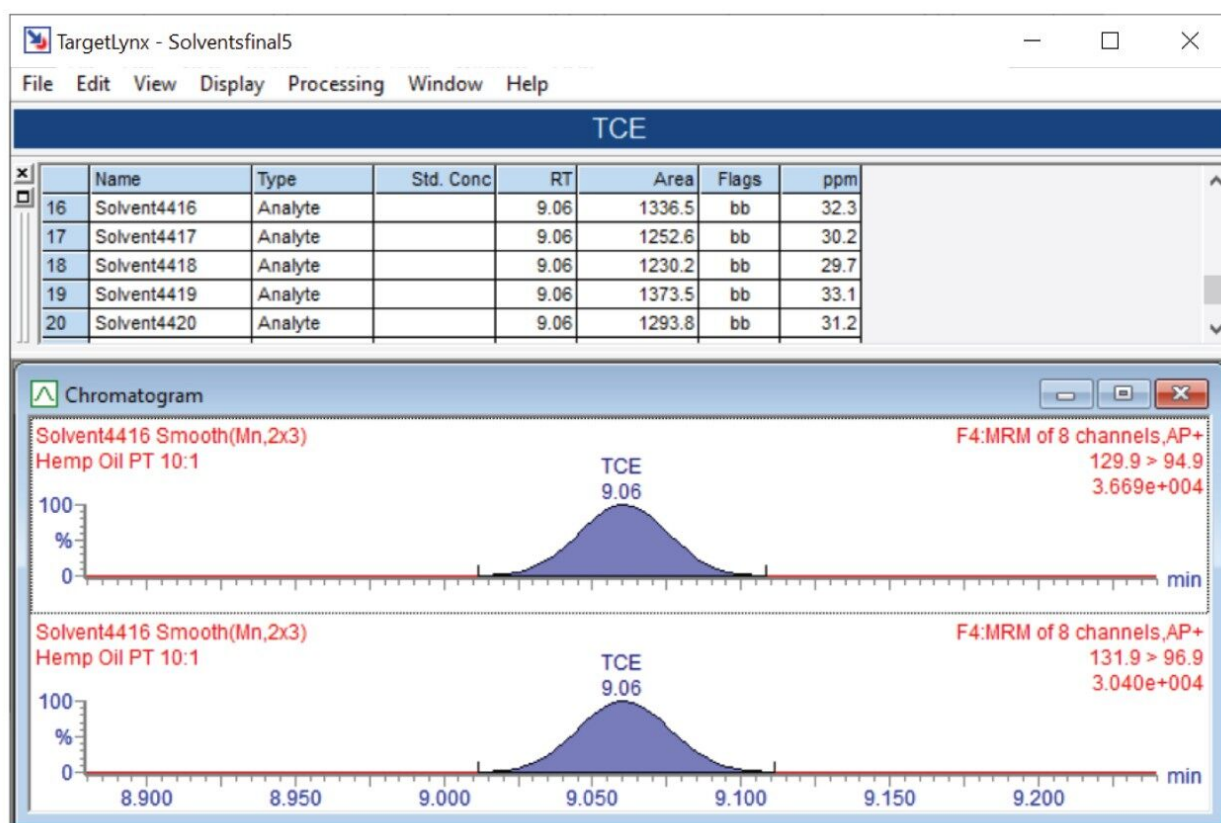 TargetLynx - Solventsfinal5
File Edit View Display Processing Window Help
TCE
Name Type Std. Conc RT Area Flags ppm
16 Solvent4416 Analyte 9.06 1336.5 bb 32.3
17 Solvent4417 Analyte 9.06 1252.6 bb 30.2
18 Solvent4418 Analyte 9.06 1230.2 bb 29.7
19 Solvent4419 Analyte 9.06 1373.5 bb 33.1
20 Solvent4420 Analyte 9.06 1293.8 bb 31.2
Chromatogram
Solvent4416 Smooth(Mn,2x3) F4:MRM of 8 channels,AP+
Hemp Oil PT 10:1 129.9 > 94.9
TCE 3.669e+004
9.06
100
%
0 min
Solvent4416 Smooth(Mn,2x3) F4:MRM of 8 channels,AP+
Hemp Oil PT 10:1 131.9 > 96.9
TCE 3.040e+004
9.06
100
%
0 min
8.900 8.950 9.000 9.050 9.100 9.150 9.200